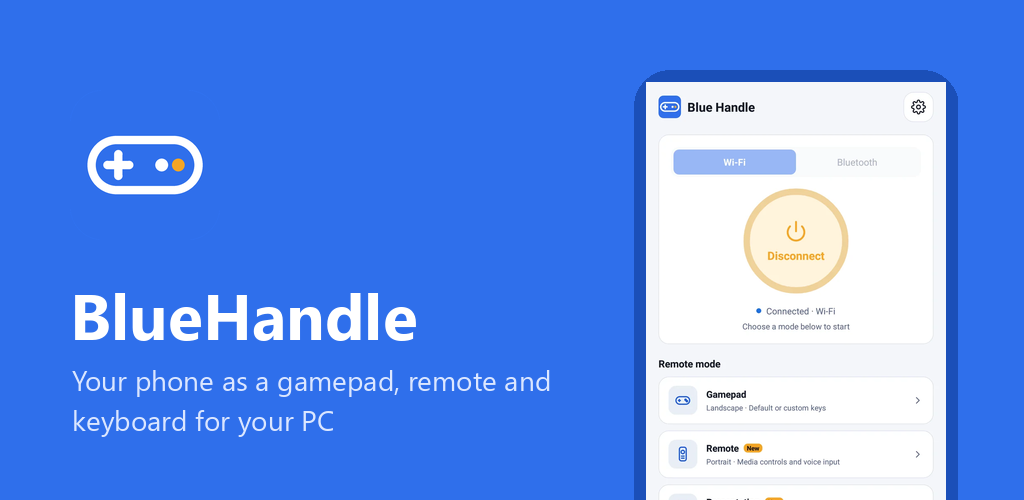 BlueHandle
Your phone as a gamepad, remote and
keyboard for your PC
Blue Handle
Wi-Fi
Bluetooth
Disconnect
Connected · Wi-Fi
Choose a mode below to start
Remote mode
Gamepad
Landscape · Default or custom keys
Remote New
Portrait · Media controls and voice input